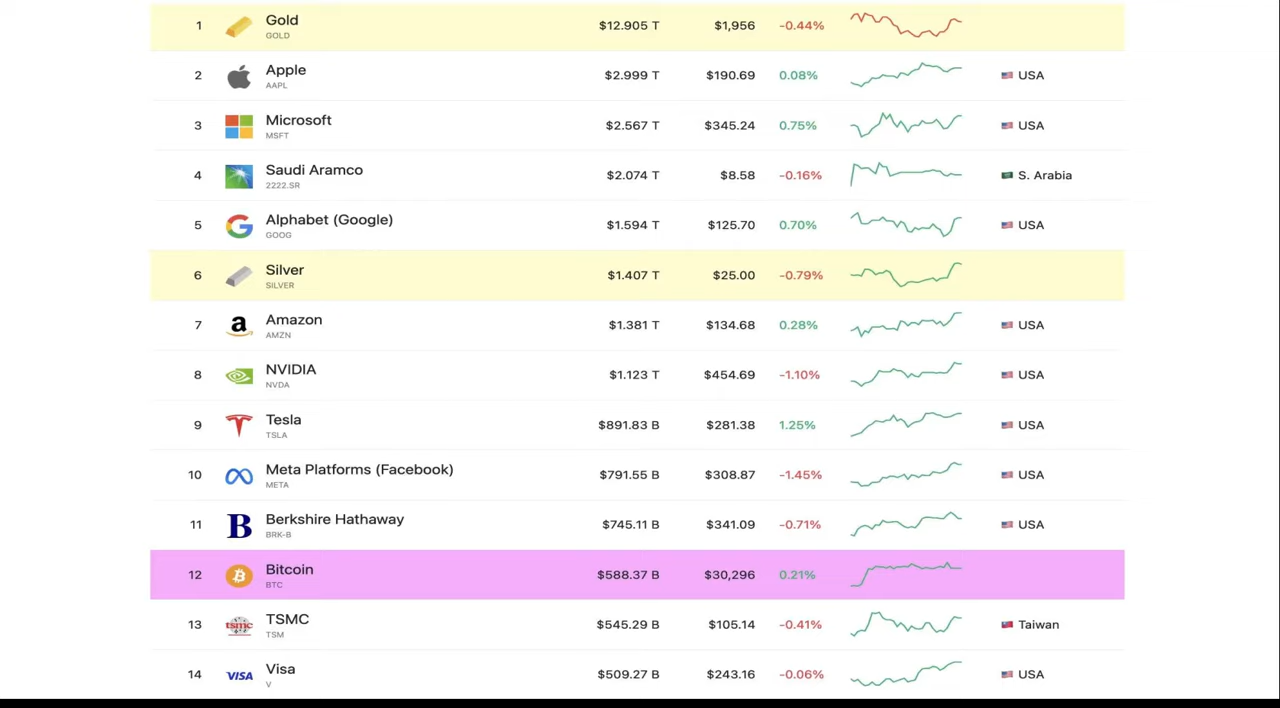 1 Gold $12.905 T $1,956 -0.44%
GOLD
2 Apple $2.999 T $190.69 0.08% USA
AAPL
3 Microsoft $2.567 T $345.24 0.75% USA
MSFT
4 Saudi Aramco $2.074 T $8.58 -0.16% S. Arabia
2222.SR
5 Alphabet (Google) $1.594 T $125.70 0.70% USA
GOOG
6 Silver $1.407 T $25.00 -0.79%
SILVER
7 Amazon $1.381 T $134.68 0.28% USA
AMZN
8 NVIDIA $1.123 T $454.69 -1.10% USA
NVDA
9 Tesla $891.83 B $281.38 1.25% USA
TSLA
10 Meta Platforms (Facebook) $791.55 B $308.87 -1.45% USA
META
11 B Berkshire Hathaway $745.11 B $341.09 -0.71% USA
BRK-B
12 Bitcoin $588.37 B $30,296 0.21%
BTC
13 tsmc TSMC $545.29 B $105.14 -0.41% Taiwan
TSM
14 VISA Visa $509.27 B $243.16 -0.06% USA
V